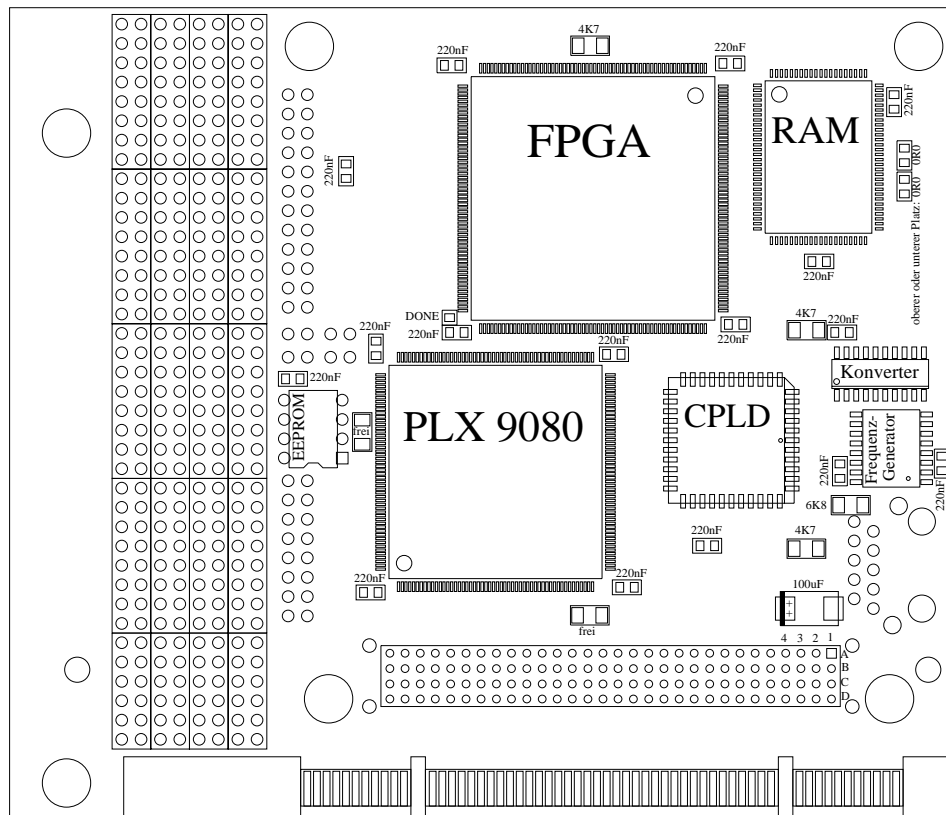 4K7
220nF
220nF
FPGA
RAM
220nF
220nF
0R0
oberer oder unterer Platz: 0R0
220nF
DONE
220nF
220nF
4K7
220nF
220nF
220nF
220nF
Konverter
EEPROM
frei
PLX 9080
CPLD
Frequenz-
Generator
220nF
220nF
6K8
220nF
4K7
220nF
220nF
100uF
++
frei
4 3 2 1
A
B
C
D